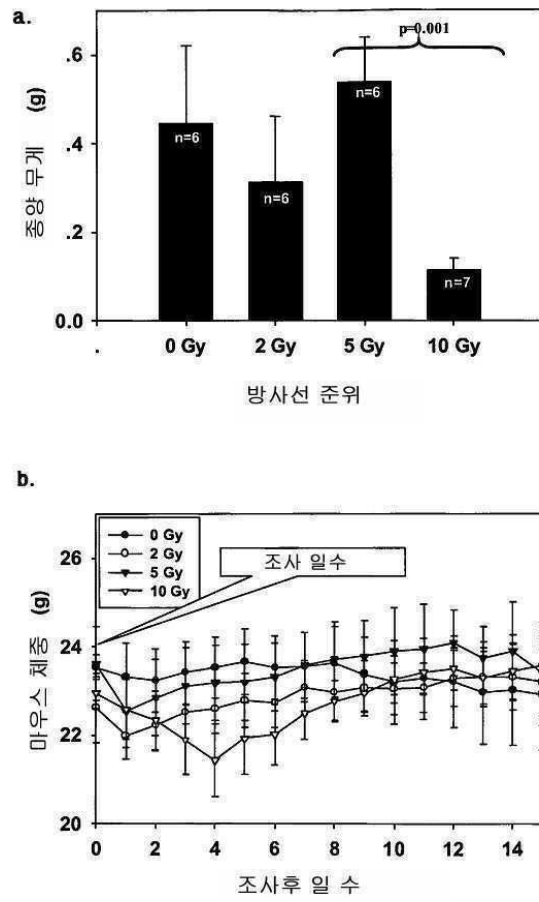 a.
p=0.001
.6
.4
.2
0.0
종양 무게 (g)
n=6
n=6
n=6
n=7
.
0 Gy
2 Gy
5 Gy
10 Gy
방사선 준위
b.
26
24
22
20
마우스 체중 (g)
0 Gy
2 Gy
5 Gy
10 Gy
조사 일수
0
2
4
6
8
10
12
14
조사후 일 수